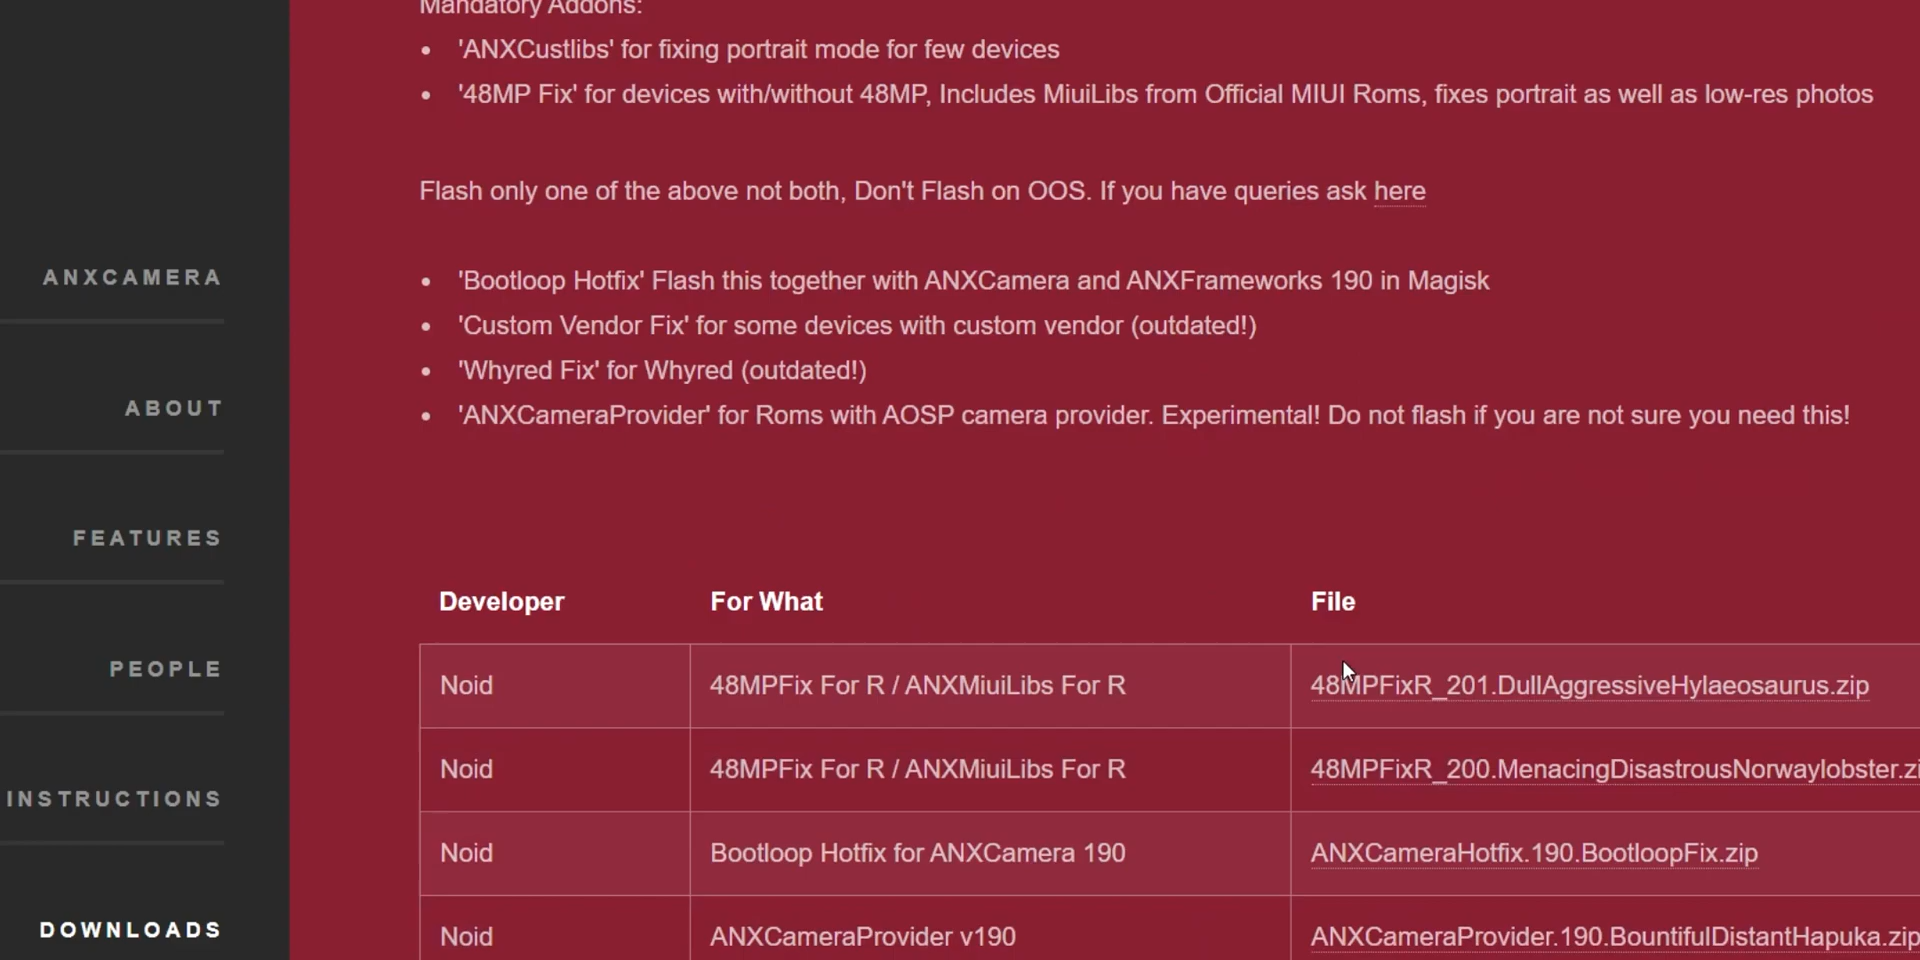 Mandatory Addons:
'ANXCustlibs' for fixing portrait mode for few devices
'48MP Fix' for devices with/without 48MP, Includes MiuiLibs from Official MIUI Roms, fixes portrait as well as low-res photos
Flash only one of the above not both, Don't Flash on OOS. If you have queries ask here
'Bootloop Hotfix' Flash this together with ANXCamera and ANXFrameworks 190 in Magisk
'Custom Vendor Fix' for some devices with custom vendor (outdated!)
'Whyred Fix' for Whyred (outdated!)
'ANXCameraProvider' for Roms with AOSP camera provider. Experimental! Do not flash if you are not sure you need this!
ANXCAMERA
ABOUT
FEATURES
PEOPLE
INSTRUCTIONS
DOWNLOADS
Developer For What File
Noid 48MPFix For R / ANXMiuiLibs For R 48MPFixR_201.DullAggressiveHylaeosaurus.zip
Noid 48MPFix For R / ANXMiuiLibs For R 48MPFixR_200.MenacingDisastrousNorwaylobster.zi
Noid Bootloop Hotfix for ANXCamera 190 ANXCameraHotfix.190.BootloopFix.zip
Noid ANXCameraProvider v190 ANXCameraProvider.190.BountifulDistantHapuka.zip